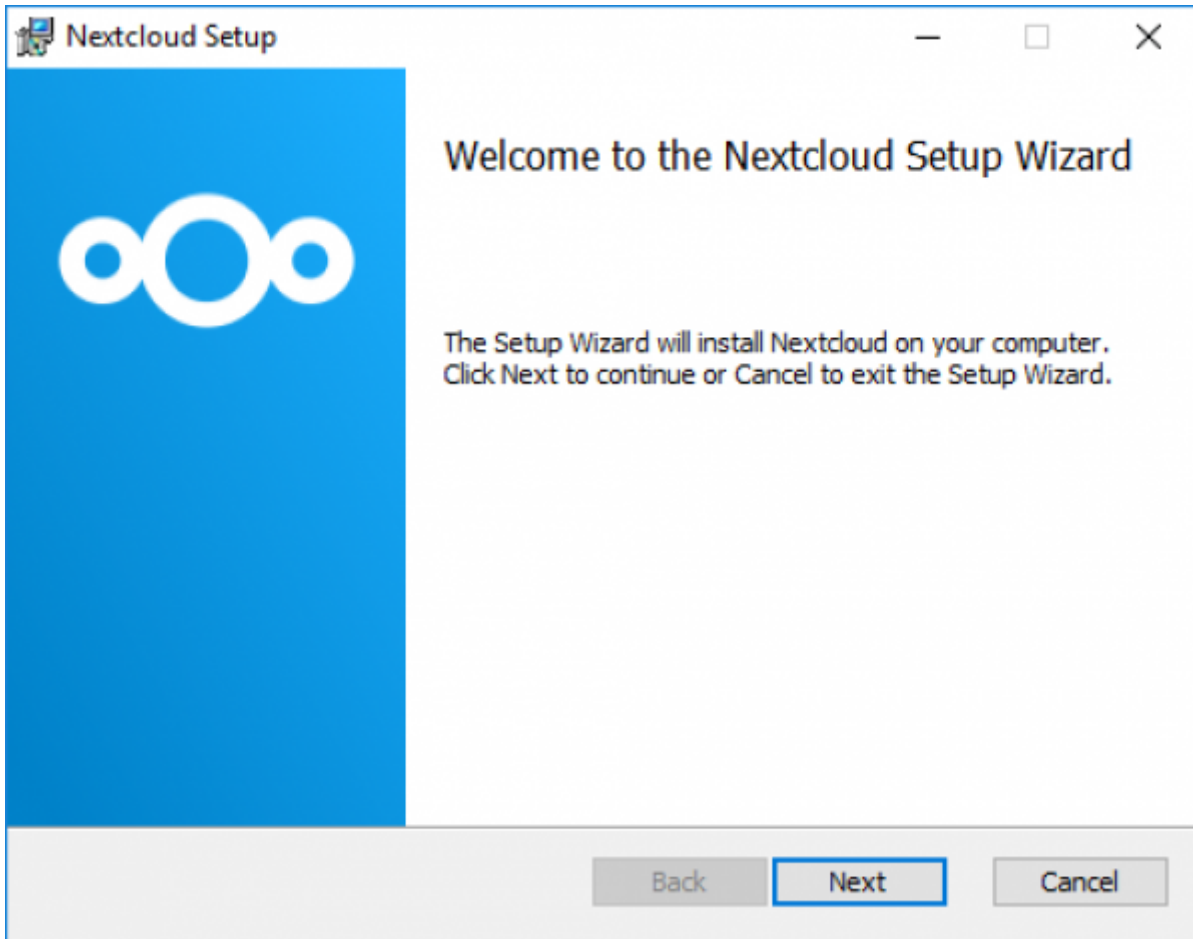 Nextcloud Setup
Welcome to the Nextcloud Setup Wizard
The Setup Wizard will install Nextcloud on your computer.
Click Next to continue or Cancel to exit the Setup Wizard.
Back Next Cancel